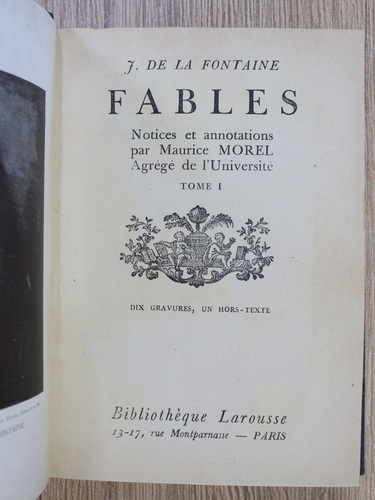 J. DE LA FONTAINE
FABLES
Notices et annotations
par Maurice MOREL
Agrégé de l'Université
TOME I
DIX GRAVURES, UN HORS-TEXTE
Bibliothèque Larousse
13-17, rue Montparnasse — PARIS